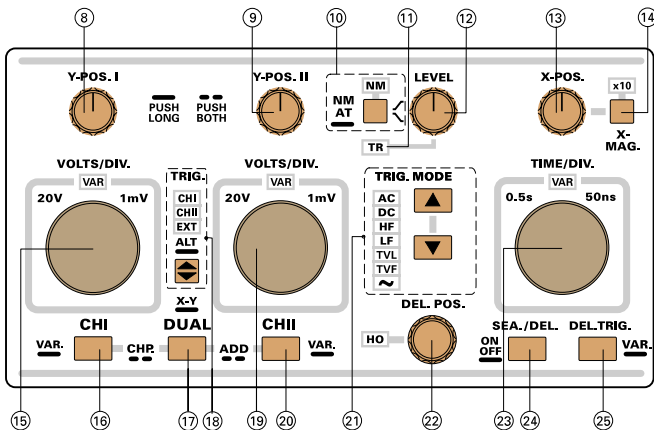 8 9 10 11 12 13 14
Y-POS. I
PUSH LONG
PUSH BOTH
Y-POS. II
NM
NM
AT
LEVEL
TR
X-POS.
x10
X-MAG.
VOLTS/DIV.
VAR
20V 1mV
TRIG.
CHI
CHII
EXT
ALT
X-Y
VOLTS/DIV.
VAR
20V 1mV
TRIG. MODE
AC
DC
HF
LF
TVL
TVF
~
TIME/DIV.
VAR
0.5s 50ns
DEL. POS.
HO
CHI
VAR.
CHP.
DUAL
ADD
CHII
VAR.
SEA./DEL.
ON
OFF
DEL.TRIG.
VAR.
15 16 17 18 19 20 21 22 23 24 25